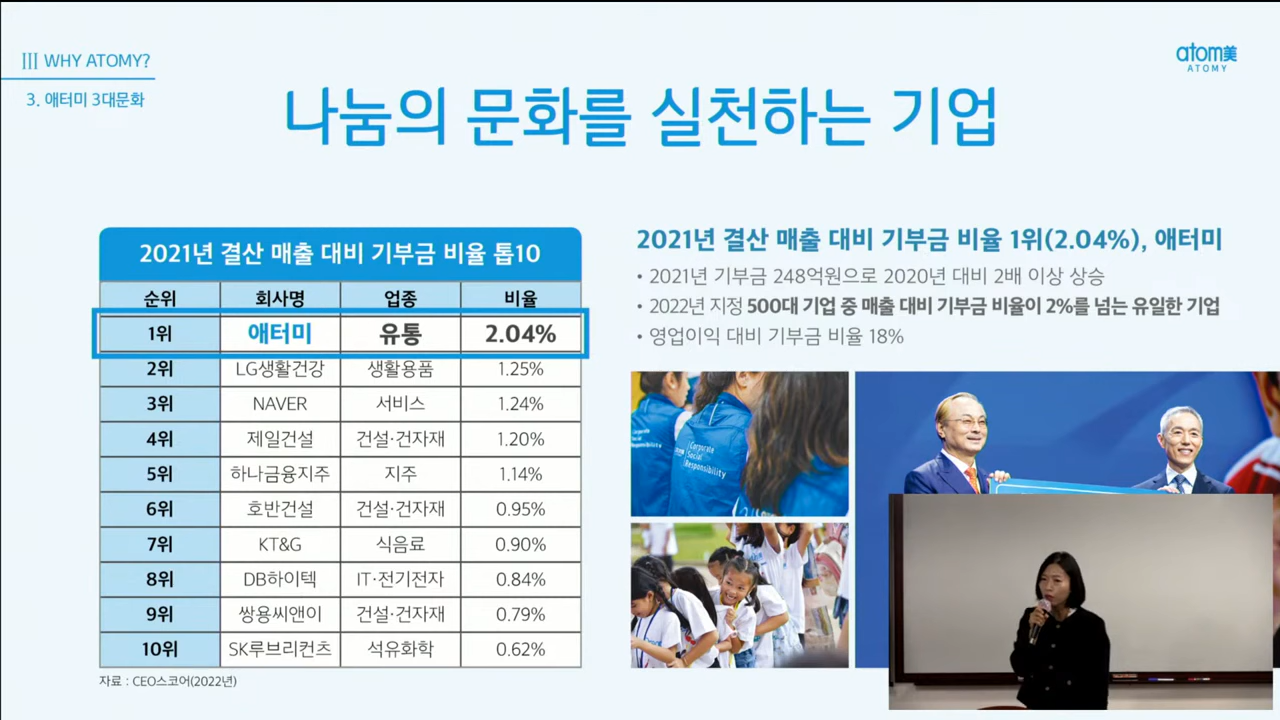 III WHY ATOMY?
3. 애터미 3대문화
atom美
ATOMY
나눔의 문화를 실천하는 기업
2021년 결산 매출 대비 기부금 비율 톱10
순위 회사명 업종 비율
1위 애터미 유통 2.04%
2위 LG생활건강 생활용품 1.25%
3위 NAVER 서비스 1.24%
4위 제일건설 건설·건자재 1.20%
5위 하나금융지주 지주 1.14%
6위 호반건설 건설·건자재 0.95%
7위 KT&G 식음료 0.90%
8위 DB하이텍 IT·전기전자 0.84%
9위 쌍용씨앤이 건설·건자재 0.79%
10위 SK루브리컨츠 석유화학 0.62%
자료 : CEO스코어(2022년)
2021년 결산 매출 대비 기부금 비율 1위(2.04%), 애터미
• 2021년 기부금 248억원으로 2020년 대비 2배 이상 상승
• 2022년 지정 500대 기업 중 매출 대비 기부금 비율이 2%를 넘는 유일한 기업
• 영업이익 대비 기부금 비율 18%
Corporate
Social
Responsibility